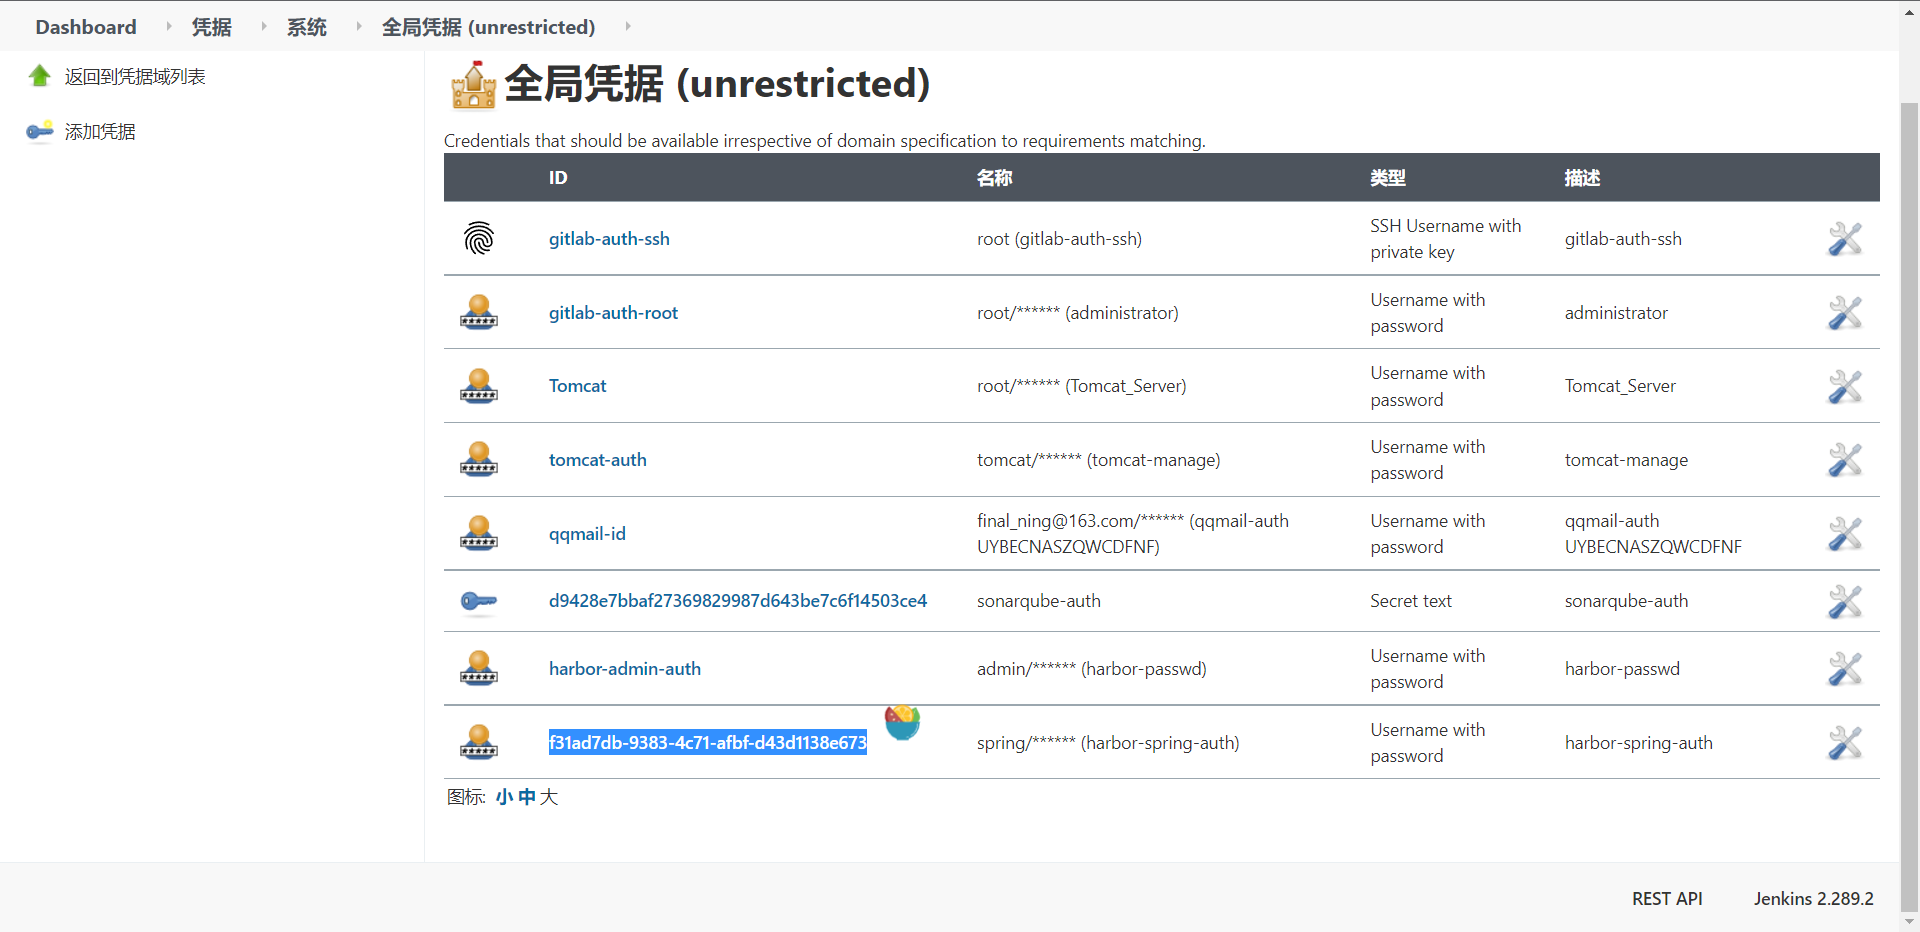 Dashboard 凭据 系统 全局凭据 (unrestricted)
返回到凭据域列表
添加凭据
全局凭据 (unrestricted)
Credentials that should be available irrespective of domain specification to requirements matching.
ID 名称 类型 描述
gitlab-auth-ssh root (gitlab-auth-ssh) SSH Username with private key gitlab-auth-ssh
gitlab-auth-root root/****** (administrator) Username with password administrator
Tomcat root/****** (Tomcat_Server) Username with password Tomcat_Server
tomcat-auth tomcat/****** (tomcat-manage) Username with password tomcat-manage
qqmail-id final_ning@163.com/****** (qqmail-auth UYBECNASZQWCDFNF) Username with password qqmail-auth UYBECNASZQWCDFNF
d9428e7bbaf27369829987d643be7c6f14503ce4 sonarqube-auth Secret text sonarqube-auth
harbor-admin-auth admin/****** (harbor-passwd) Username with password harbor-passwd
f31ad7db-9383-4c71-afbf-d43d1138e673 spring/****** (harbor-spring-auth) Username with password harbor-spring-auth
图标: 小 中 大
REST API Jenkins 2.289.2